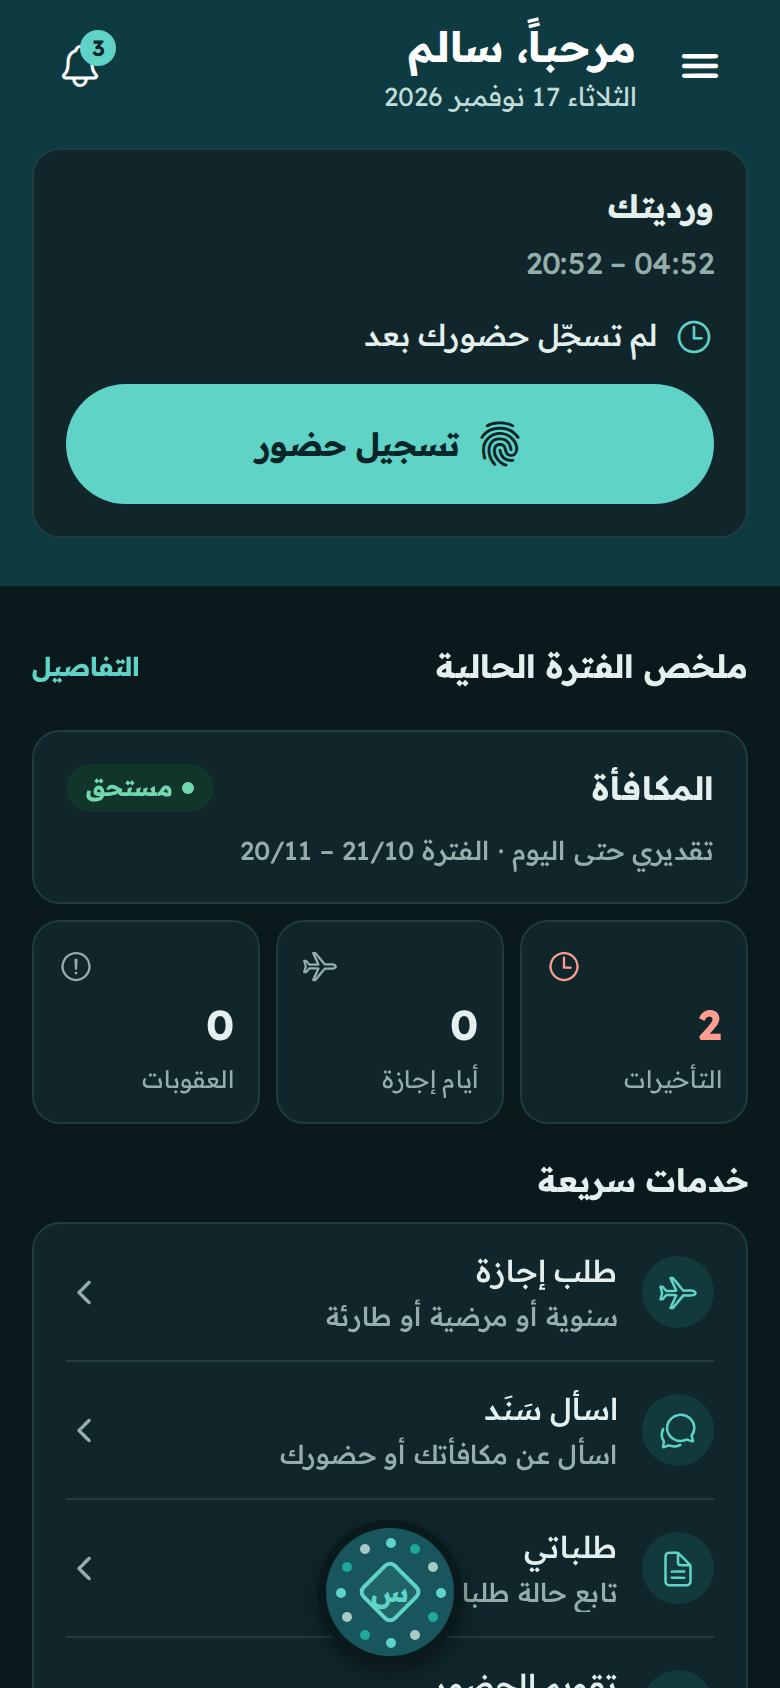 مرحباً، سالم
3
الثلاثاء 17 نوفمبر 2026
ورديتك
20:52 – 04:52
لم تسجّل حضورك بعد
تسجيل حضور
ملخص الفترة الحالية
التفاصيل
المكافأة
مستحق
تقديري حتى اليوم · الفترة 21/10 – 20/11
2
التأخيرات
0
أيام إجازة
0
العقوبات
خدمات سريعة
طلب إجازة
سنوية أو مرضية أو طارئة
اسأل سَنَد
اسأل عن مكافأتك أو حضورك
طلباتي
تابع حالة طلبا
س
تقويم الحضور